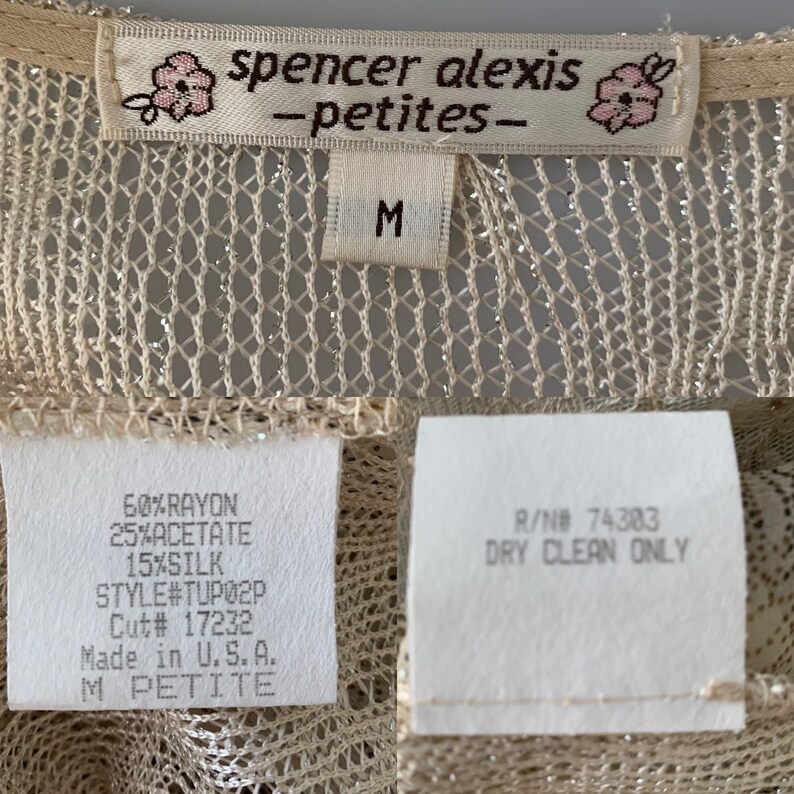 spencer alexis
-petites-
M
60%RAYON
25%ACETATE
15%SILK
STYLE#TUP02P
Cut# 17232
Made in U.S.A.
M PETITE
R/N# 74303
DRY CLEAN ONLY